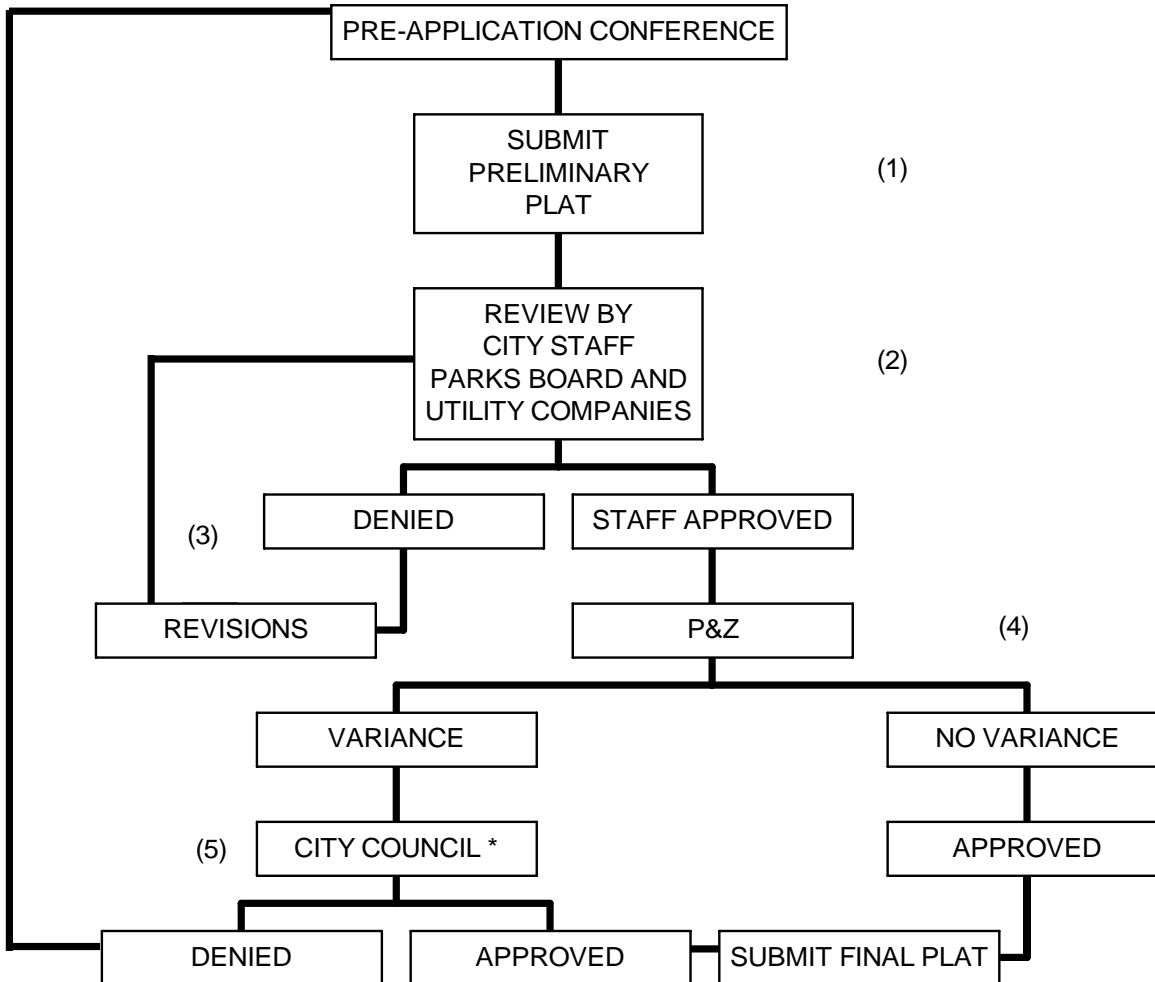 PRE-APPLICATION CONFERENCE
SUBMIT
PRELIMINARY
PLAT
(1)
REVIEW BY
CITY STAFF
PARKS BOARD AND
UTILITY COMPANIES
(2)
DENIED
STAFF APPROVED
(3)
REVISIONS
P&Z
(4)
VARIANCE
NO VARIANCE
(5)
CITY COUNCIL *
APPROVED
DENIED
APPROVED
SUBMIT FINAL PLAT